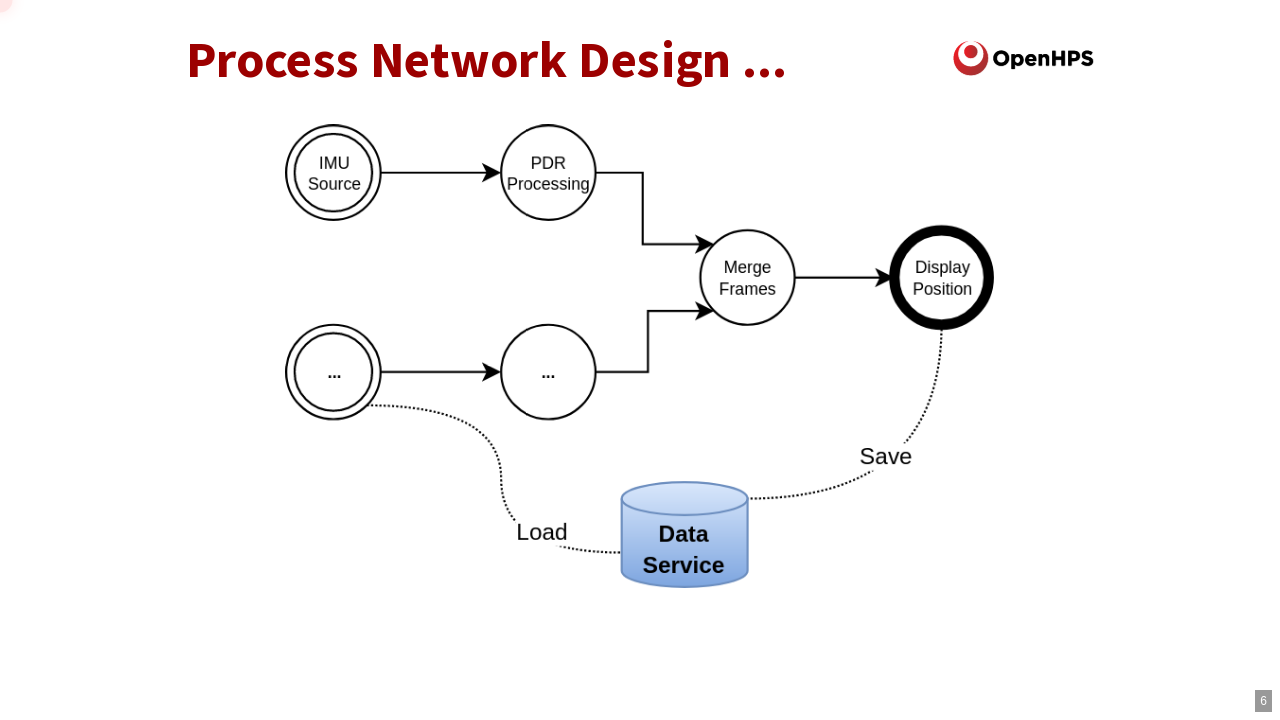 Process Network Design ...
OpenHPS
IMU
Source
PDR
Processing
Merge
Frames
Display
Position
...
...
Save
Load
Data
Service
6